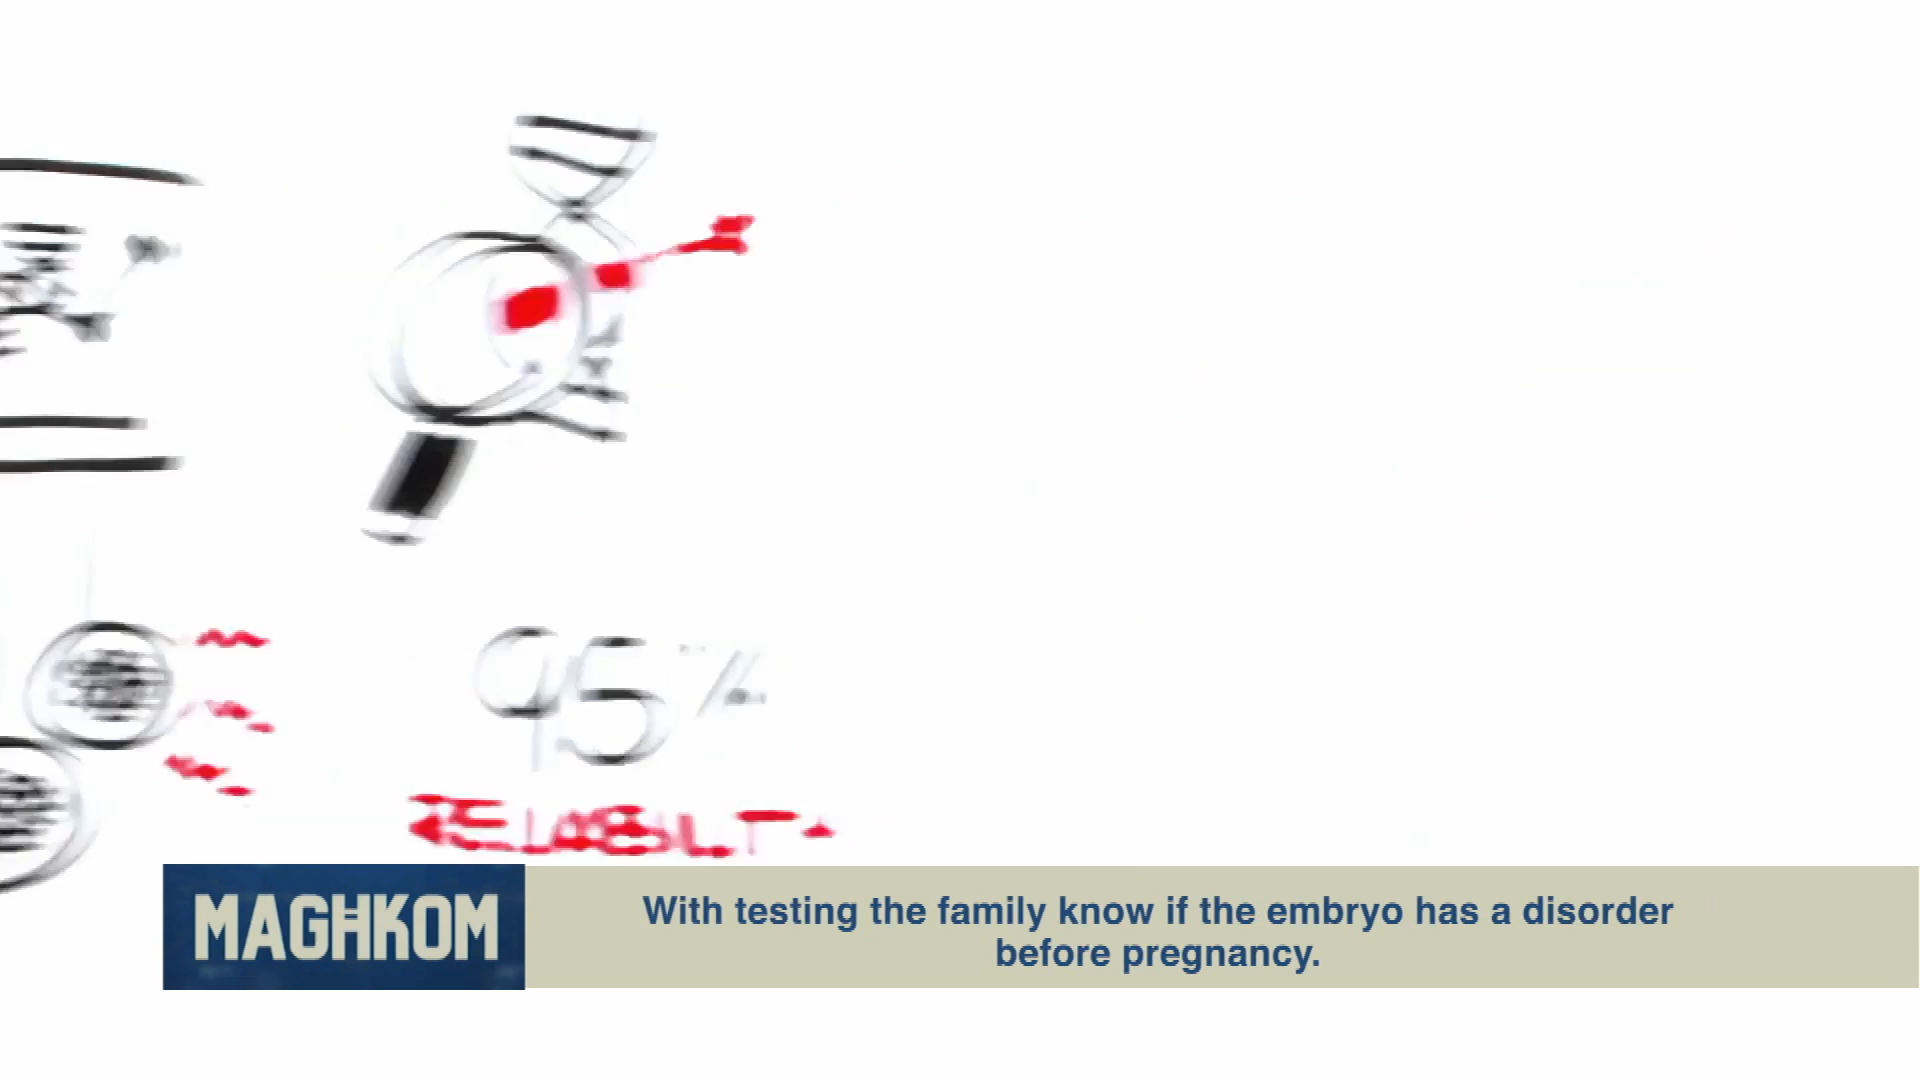 95%
MAGHKOM
With testing the family know if the embryo has a disorder
before pregnancy.